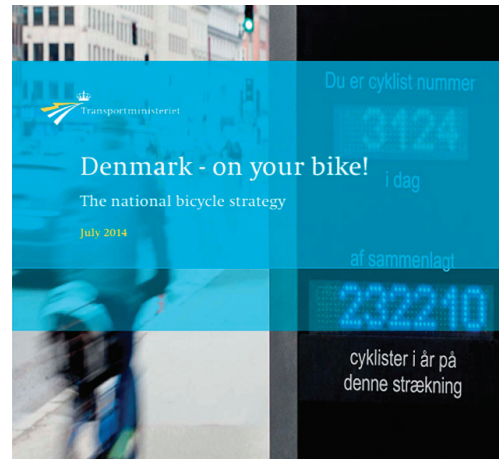 Transportministeriet
Denmark - on your bike!
The national bicycle strategy
July 2014
Du er cyklist nummer
3124
i dag
af sammenlagt
232210
cyklister i år på
denne strækning